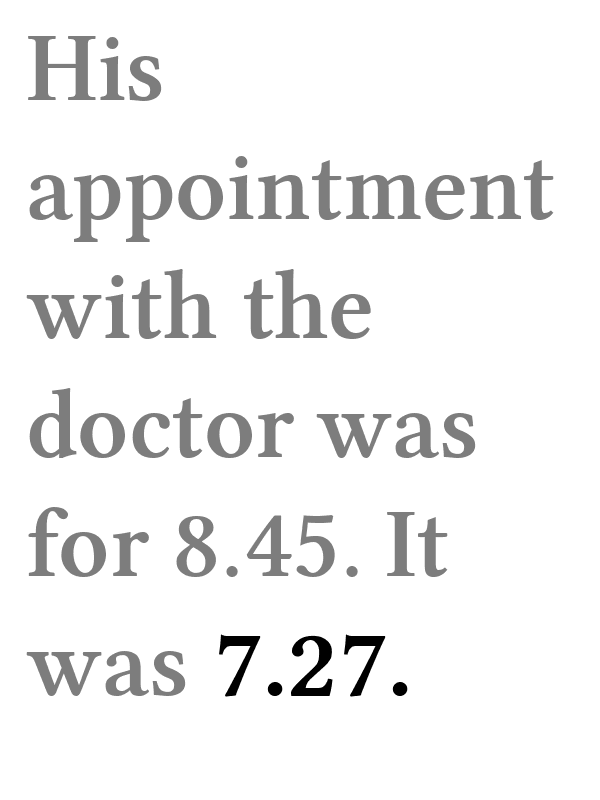 His
appointment
with the
doctor was
for 8.45. It
was 7.27.